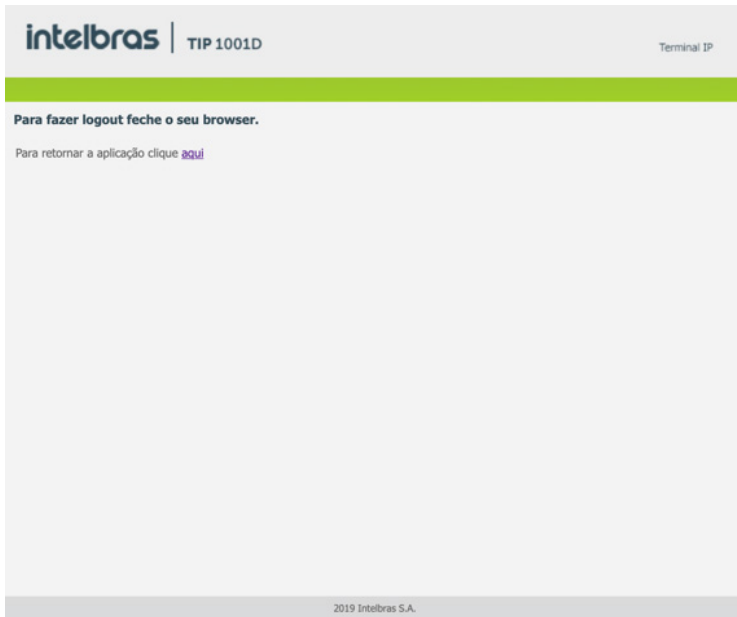 intelbras | TIP 1001D
Terminal IP
Para fazer logout feche o seu browser.
Para retornar a aplicação clique aqui
2019 Intelbras S.A.